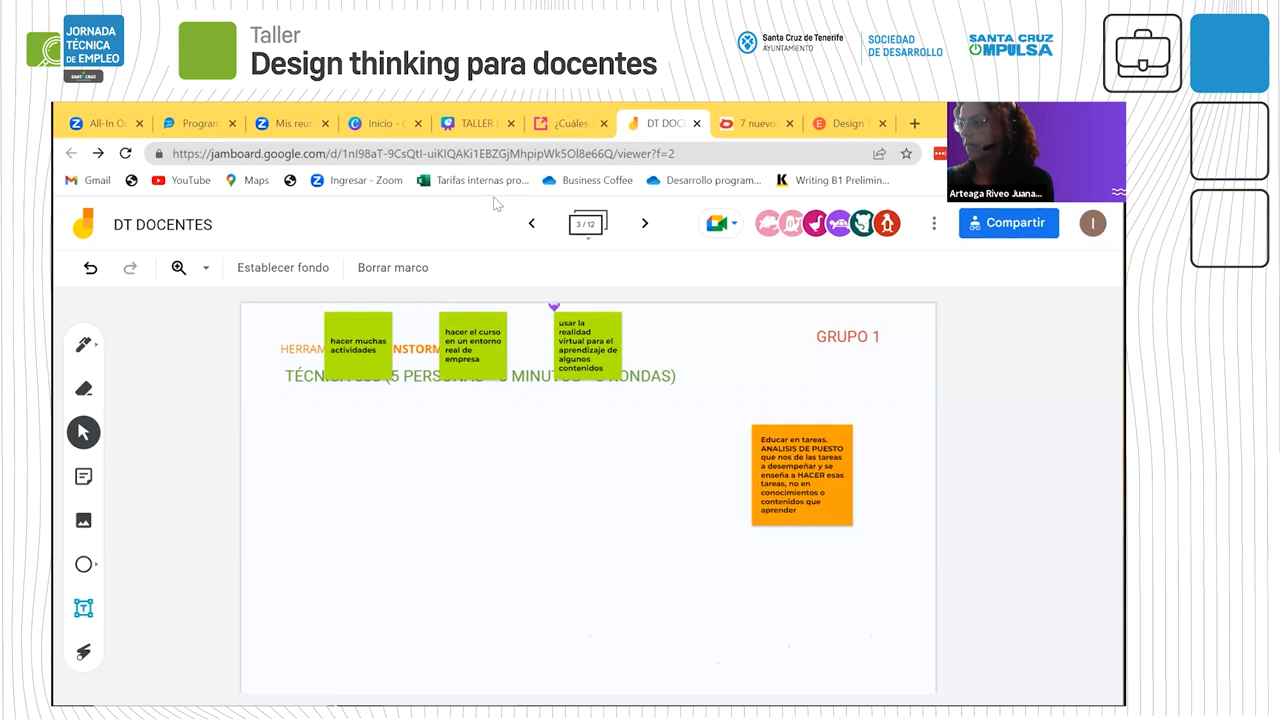 JORNADA
TÉCNICA
DE EMPLEO
Taller
Design thinking para docentes
Santa Cruz de Tenerife
AYUNTAMIENTO
SOCIEDAD
DE DESARROLLO
SANTA CRUZ
MPULSA
All-In O
Program
Mis reun
Inicio - C
TALLER
¿Cuáles
DT DOC
7 nuevo
Design T
https://jamboard.google.com/d/1nI98aT-9CsQtI-uiKIQAKi1EBZGjMhpipWk5Ol8e66Q/viewer?f=2
Gmail
YouTube
Maps
Ingresar - Zoom
Tarifas internas pro...
Business Coffee
Desarrollo program...
Writing B1 Prelimin...
Arteaga Riveo Juana...
DT DOCENTES
3 / 12
Compartir
I
Establecer fondo
Borrar marco
hacer muchas
actividades
hacer el curso
en un entorno
real de
empresa
usar la
realidad
virtual para el
aprendizaje de
algunos
contenidos
GRUPO 1
HERRAM NSTORM
TÉCNICA (5 PERSONAS MINUTOS RONDAS)
Educar en tareas.
ANALISIS DE PUESTO
que nos de las tareas
a desempeñar y se
enseña a HACER esas
tareas, no en
conocimientos o
contenidos que
aprender